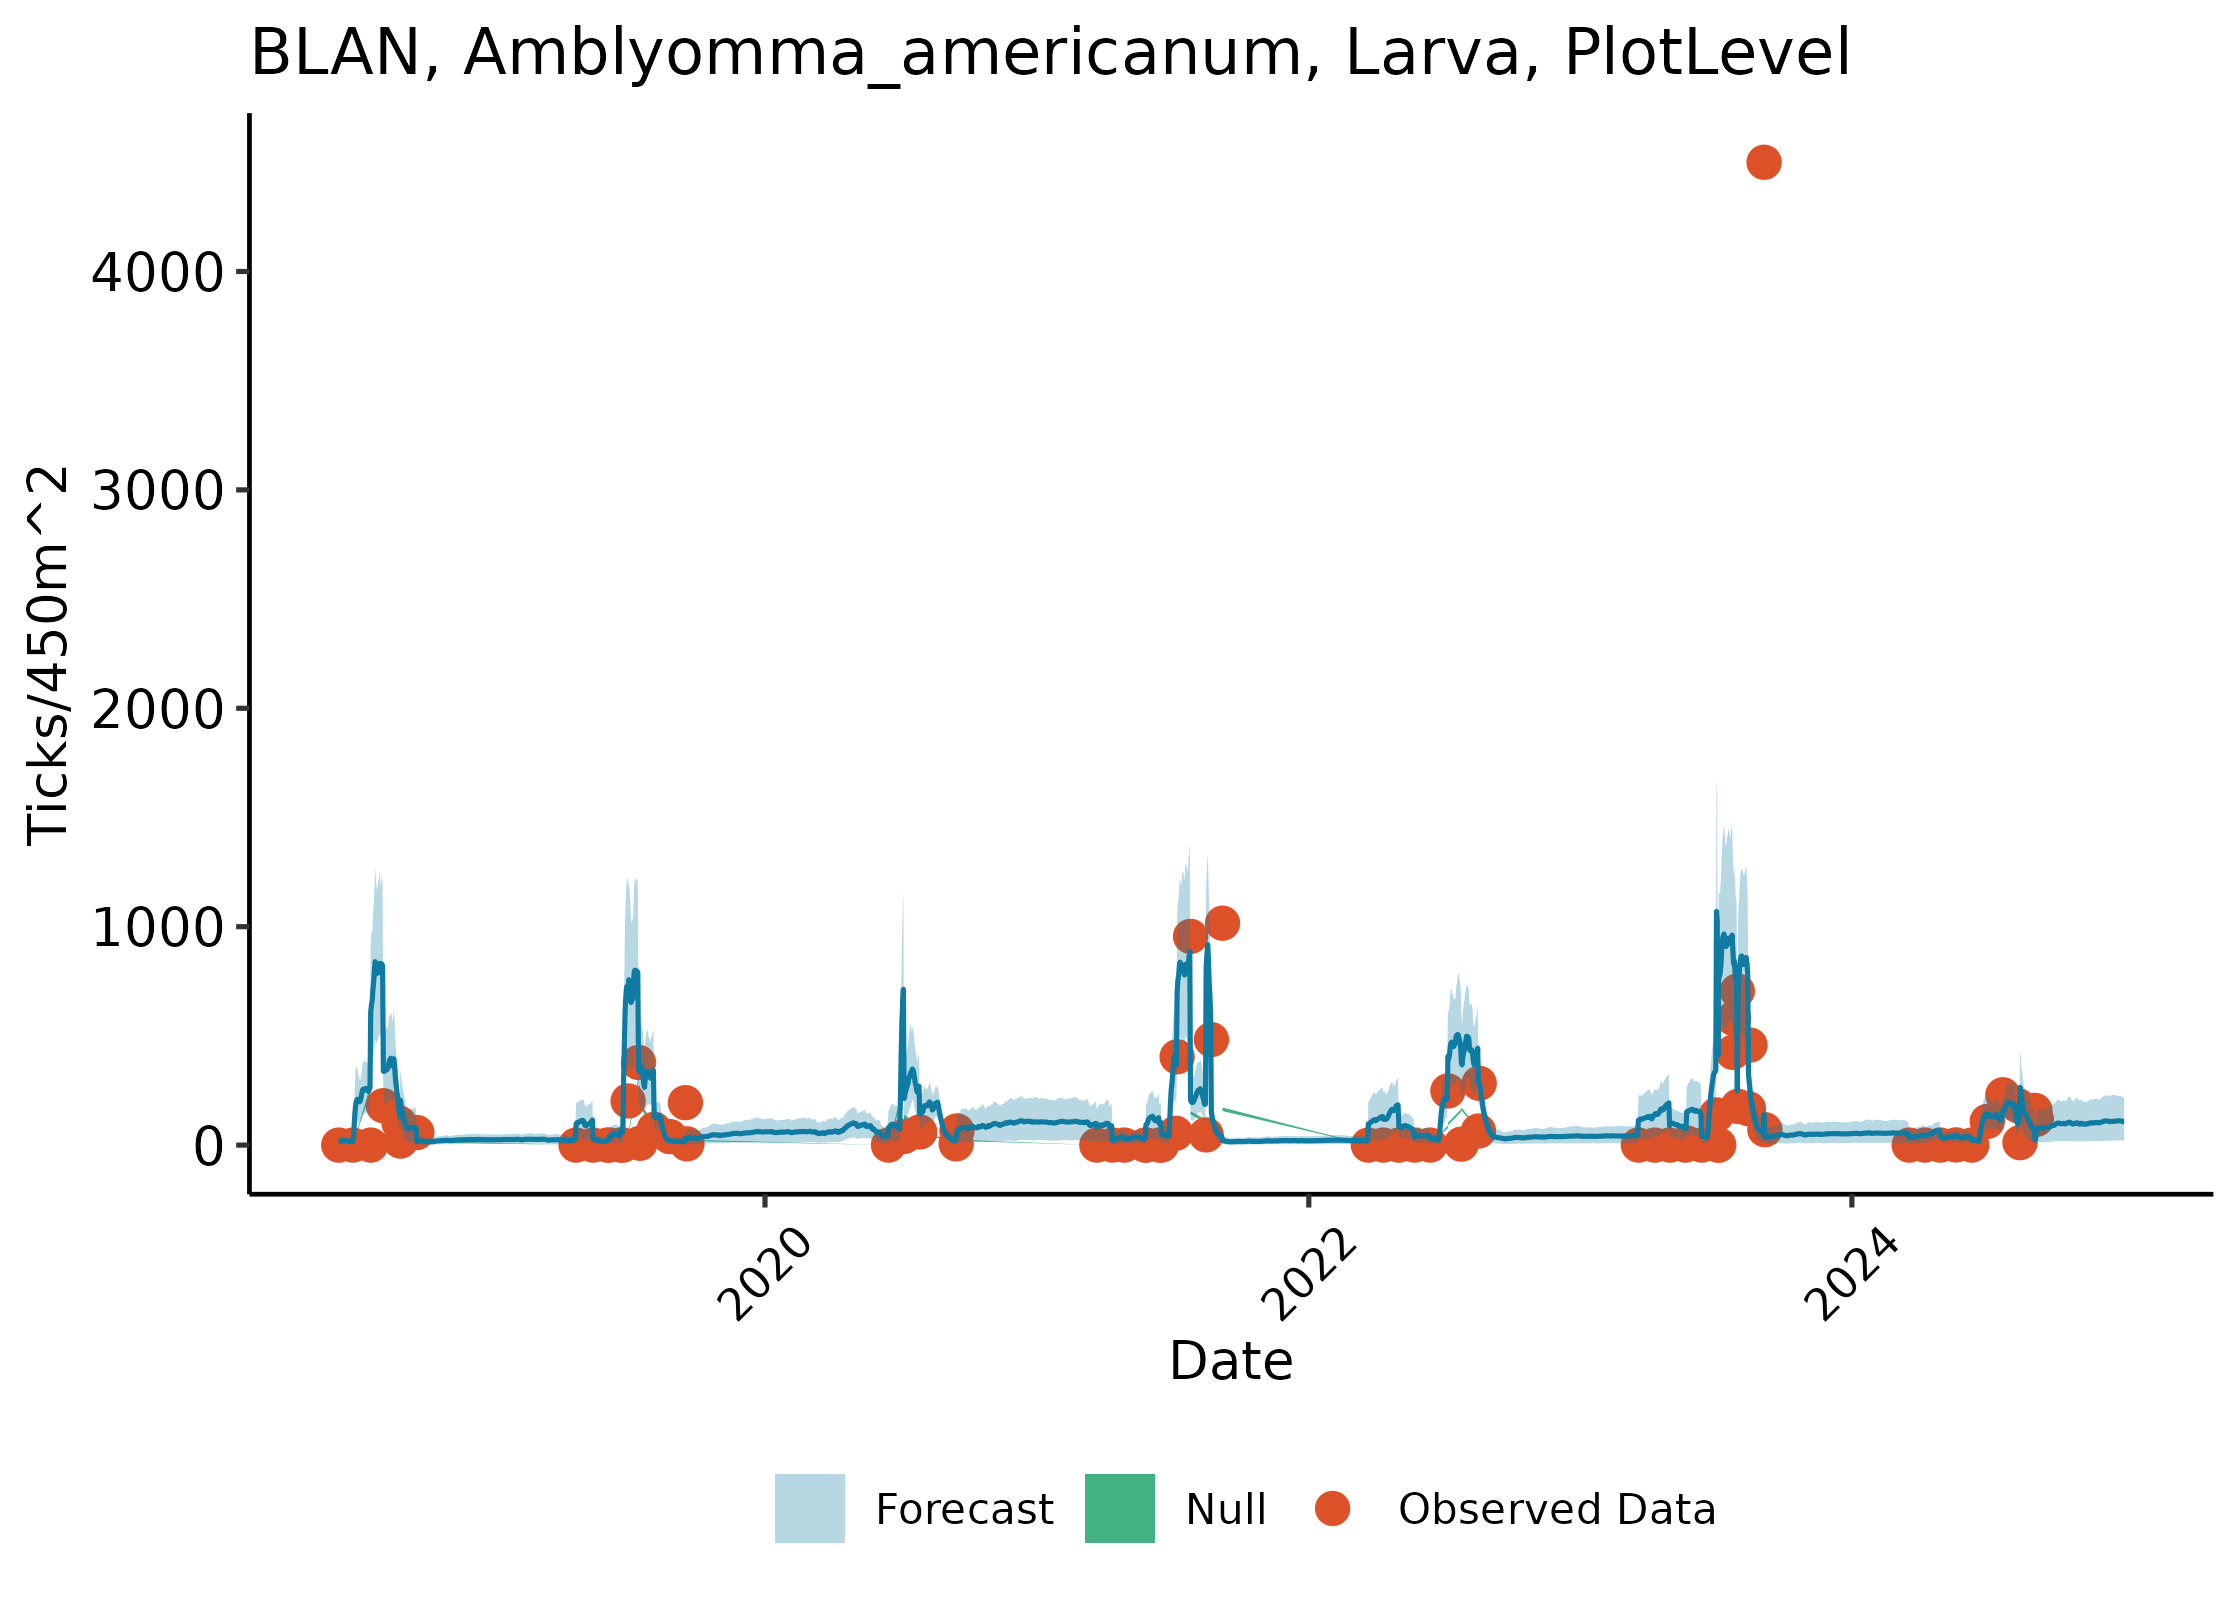 BLAN, Amblyomma_americanum, Larva, PlotLevel
Ticks/450m^2
4000
3000
2000
1000
0
2020
2022
2024
Date
Forecast
Null
Observed Data